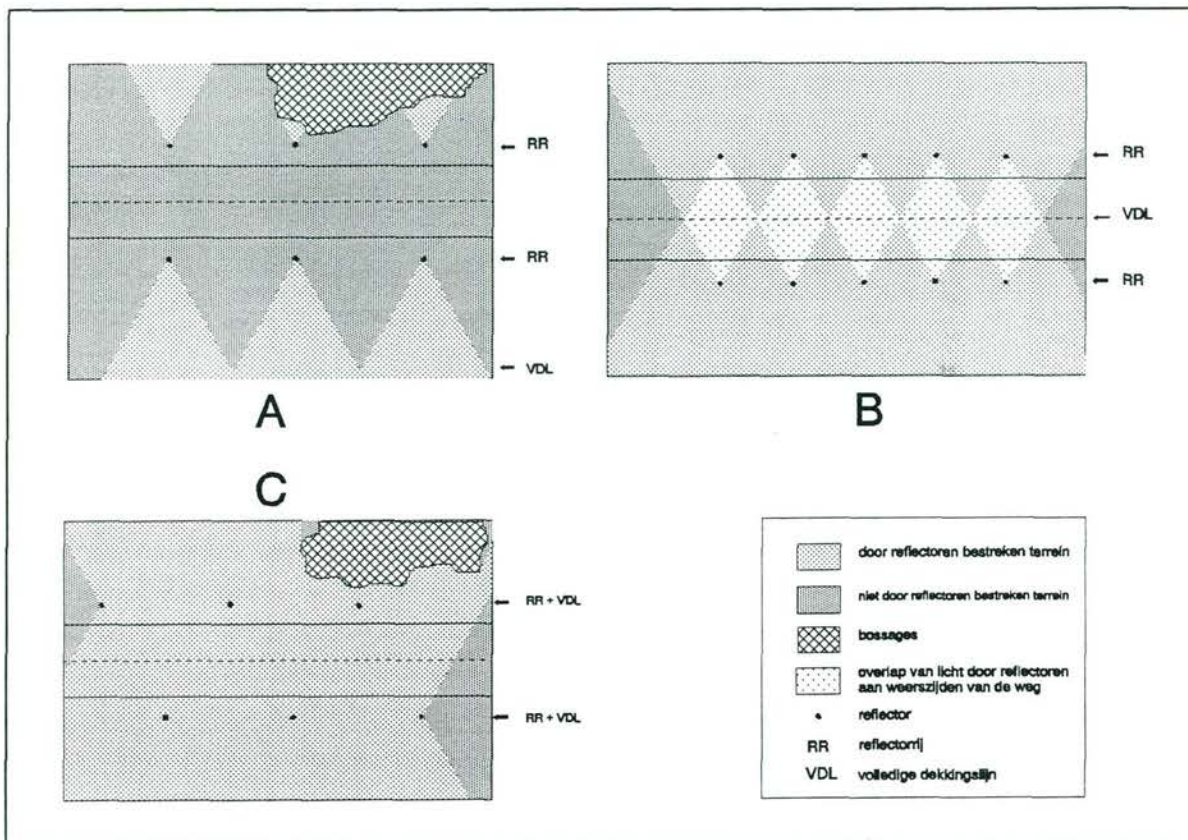 RR
RR
VDL
A
RR
VDL
RR
B
C
RR + VDL
RR + VDL
door reflectoren bestreken terrein
niet door reflectoren bestreken terrein
bossages
overlap van licht door reflectoren
aan weerszijden van de weg
reflector
RR reflectorrij
VDL volledige dekkingslijn